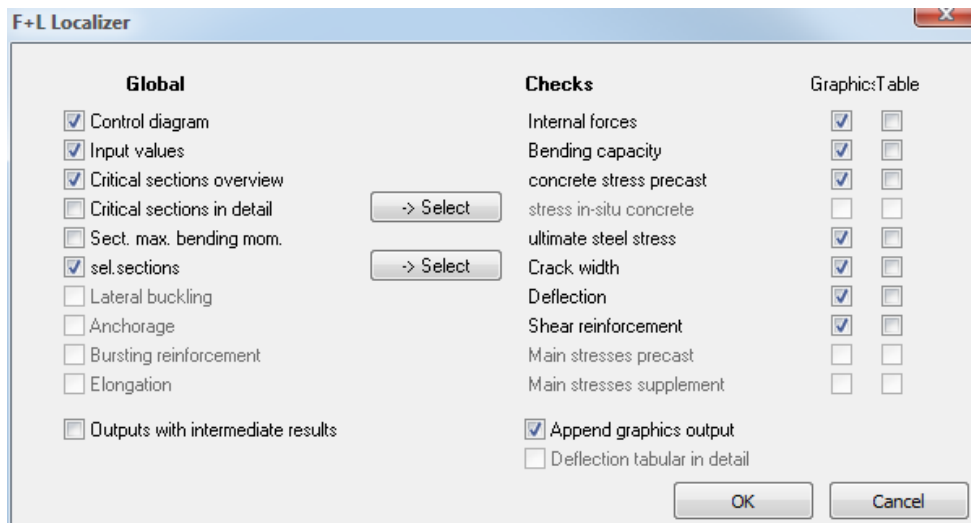 F+L Localizer
X
Global
Control diagram
Input values
Critical sections overview
Critical sections in detail
-> Select
Sect. max. bending mom.
sel.sections
-> Select
Lateral buckling
Anchorage
Bursting reinforcement
Elongation
Outputs with intermediate results
Checks Graphics Table
Internal forces
Bending capacity
concrete stress precast
stress in-situ concrete
ultimate steel stress
Crack width
Deflection
Shear reinforcement
Main stresses precast
Main stresses supplement
Append graphics output
Deflection tabular in detail
OK Cancel